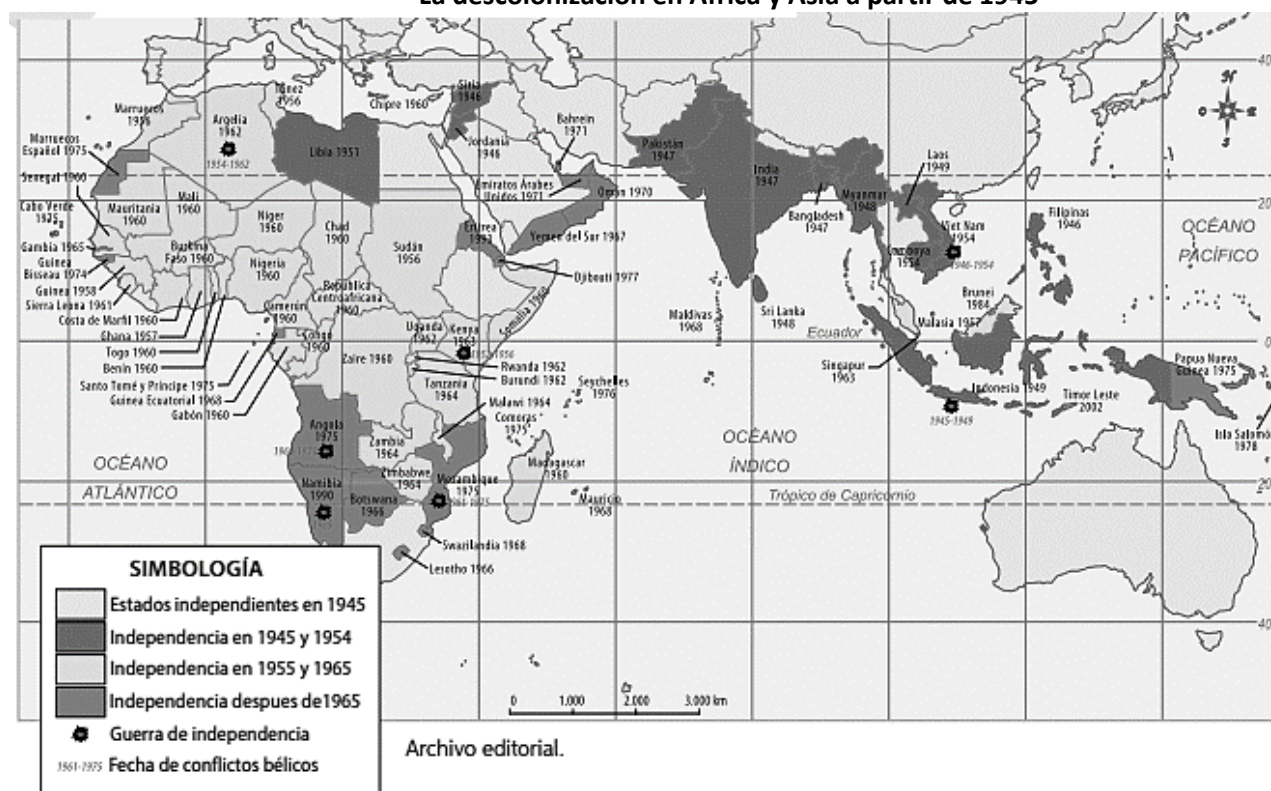 La descolonización en África y Asia a partir de 1945
40
Túnez
1956
Chipre 1960
Siria
1946
Marruecos
1956
Argelia
1962
1954-1962
Libia 1951
Jordania
1946
Bahrein
1971
Pakistán
1947
Marruecos
Español 1975
Senegal 1960
Cabo Verde
1975
Gambia 1965
Guinea
Bisseau 1974
Guinea 1958
Sierra Leona 1961
Costa de Marfil 1960
Ghana 1957
Togo 1960
Benin 1960
Santo Tomé y Príncipe 1975
Guinea Ecuatorial 1968
Gabón 1960
Mauritania
1960
Mali
1960
Níger
1960
Chad
1960
Sudán
1956
Burkina
Faso 1960
Nigeria
1960
Camerún
1960
República
Centroafricana
1960
Congo
1960
Zaire 1960
Uganda
1962
Kenya
1963
Somalia 1960
Rwanda 1962
Burundi 1962
Tanzania
1964
Malawi 1964
Comoras
1975
Seychelles
1976
Angola
1975
Zambia
1964
Zimbabwe
1964
Mozambique
1975
Madagascar
1960
Mauricio
1968
Namibia
1990
Botswana
1966
Swazilandia 1968
Lesotho 1966
Emiratos Árabes
Unidos 1971
Omán 1970
Eritrea
Yemen del Sur 1967
Djibouti 1977
India
1947
Bangladesh
1947
Myanmar
1948
Laos
1949
Viet Nam
1954
1946-1954
Camboya
1954
Filipinas
1946
Maldivas
1968
Sri Lanka
1948
Ecuador
Brunei
1984
Malasia 1957
Singapur
1963
Indonesia 1949
1945-1949
Timor Leste
2002
Papua Nueva
Guinea 1975
Isla Salomón
1978
OCÉANO
PACÍFICO
OCÉANO
ÍNDICO
OCÉANO
ATLÁNTICO
Trópico de Capricornio
N
O
E
S
20
0
20
40
SIMBOLOGÍA
Estados independientes en 1945
Independencia en 1945 y 1954
Independencia en 1955 y 1965
Independencia despues de1965
Guerra de independencia
1961-1975 Fecha de conflictos bélicos
0 1.000 2.000 3.000 km
Archivo editorial.